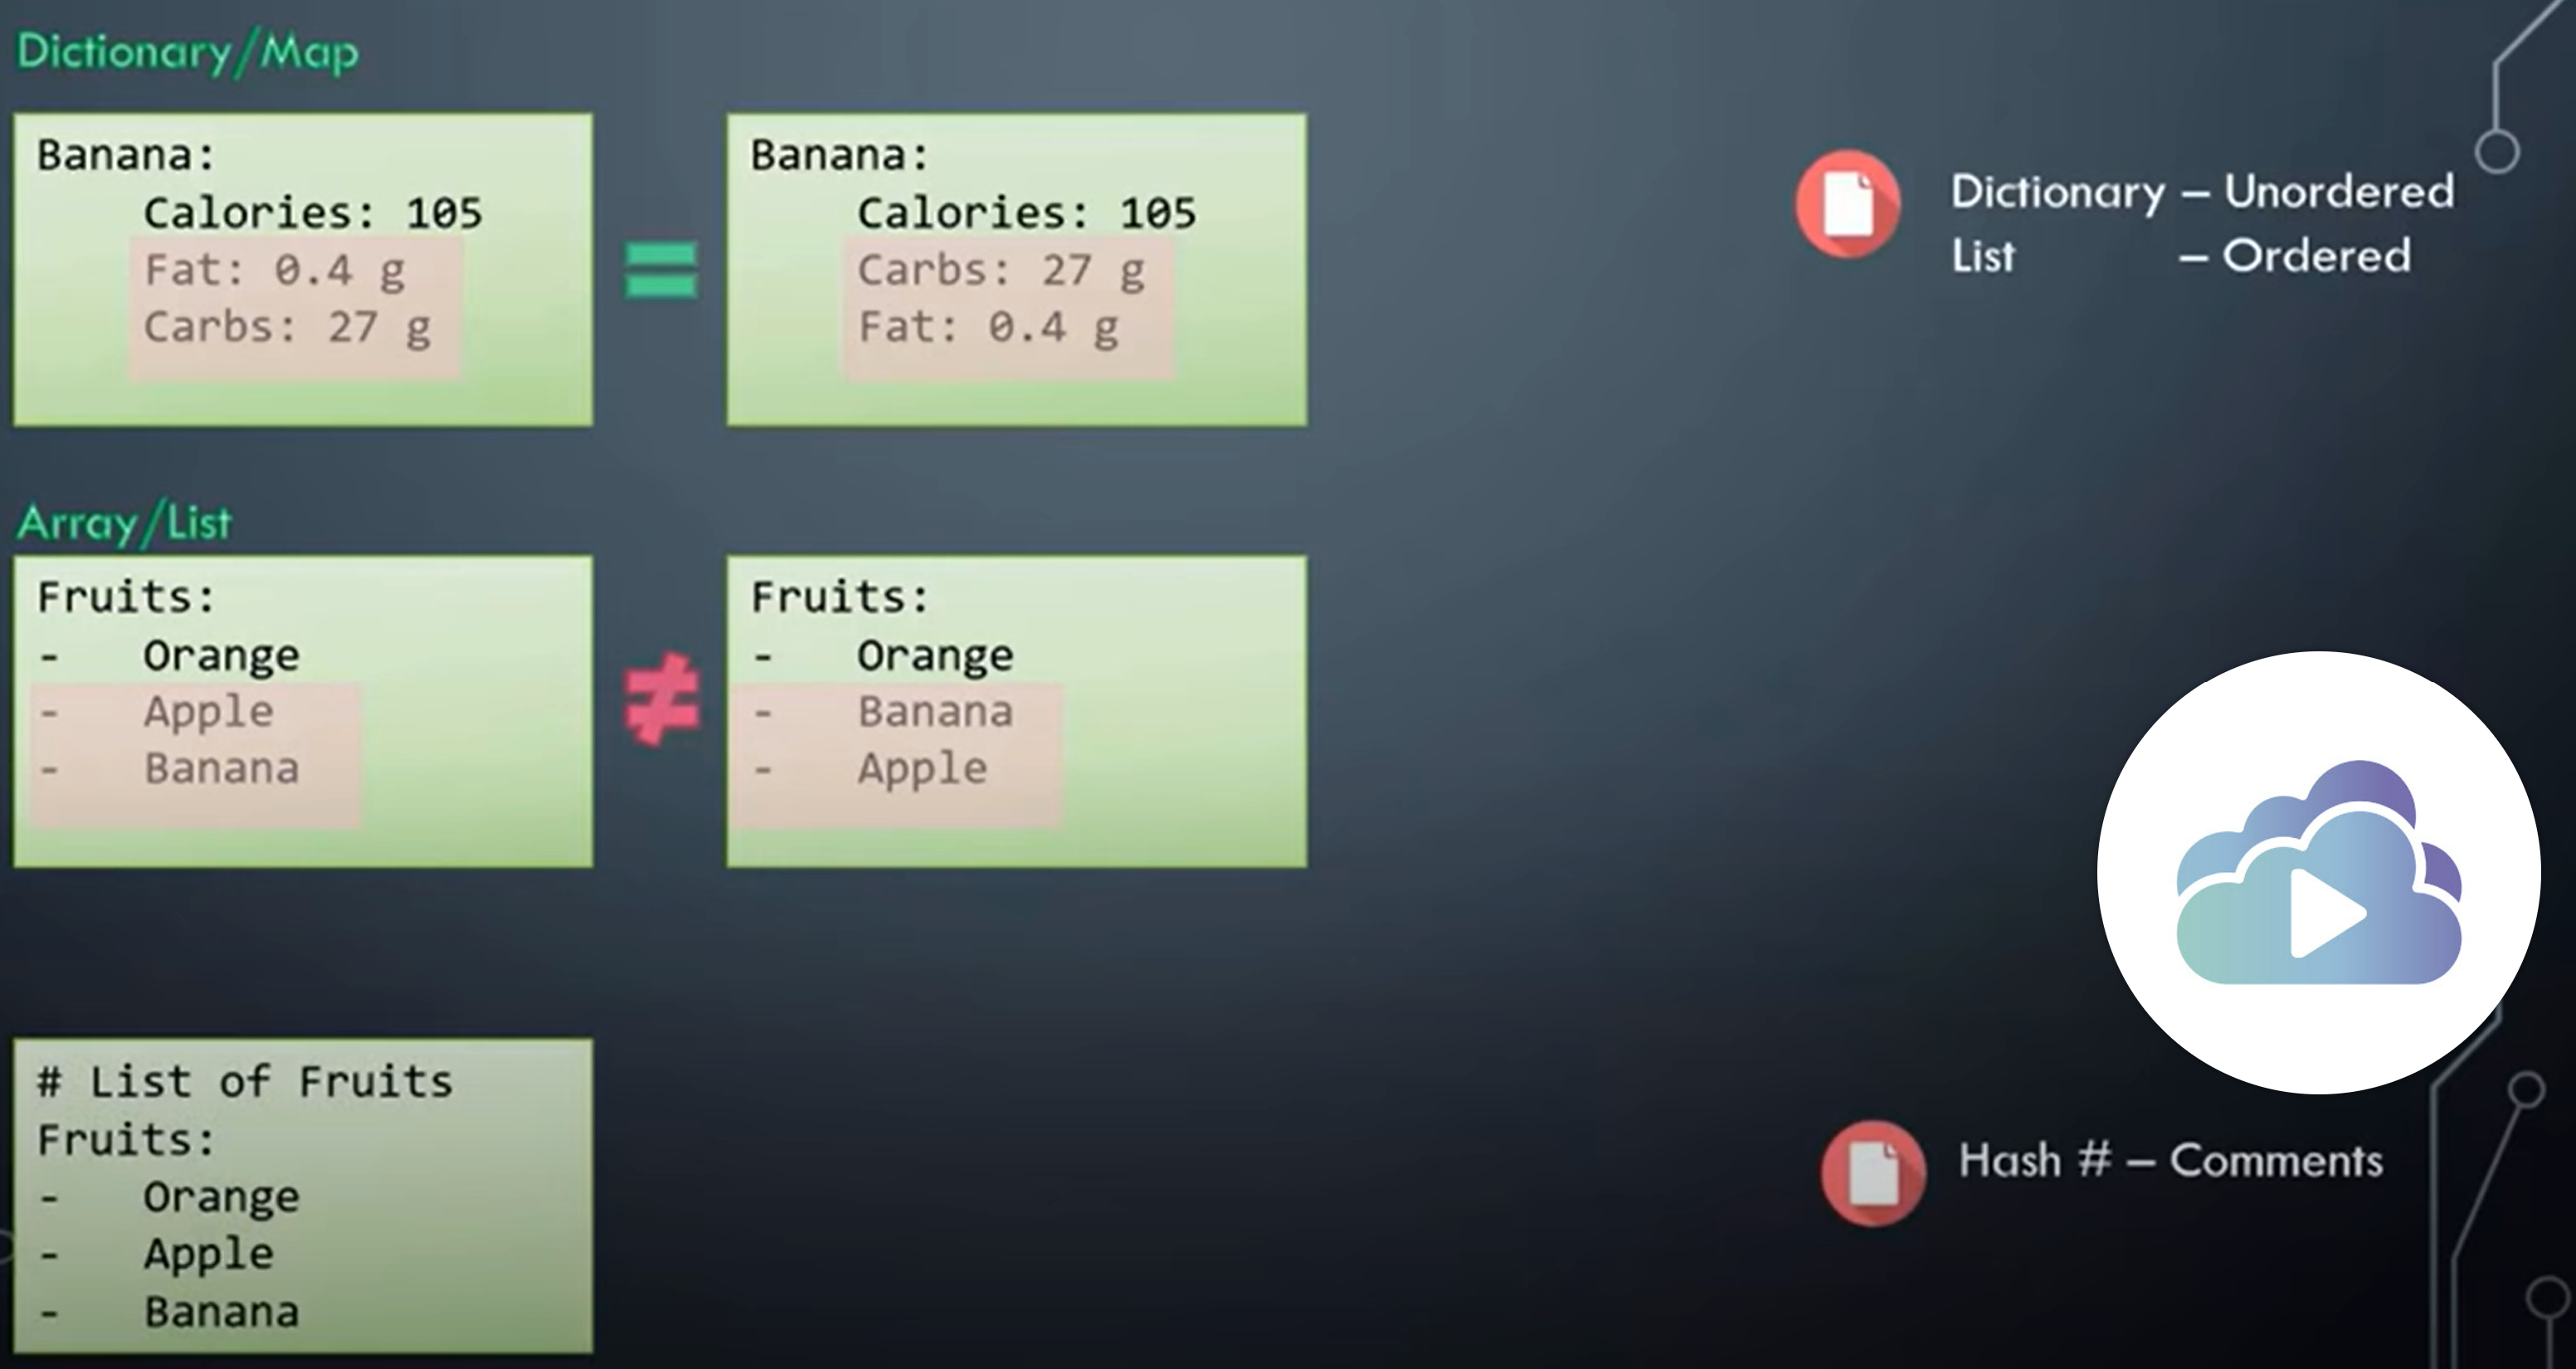 Dictionary/Map
Banana:
Calories: 105
Fat: 0.4 g
Carbs: 27 g
=
Banana:
Calories: 105
Carbs: 27 g
Fat: 0.4 g
Dictionary – Unordered
List – Ordered
Array/List
Fruits:
- Orange
- Apple
- Banana
≠
Fruits:
- Orange
- Banana
- Apple
# List of Fruits
Fruits:
- Orange
- Apple
- Banana
Hash # – Comments